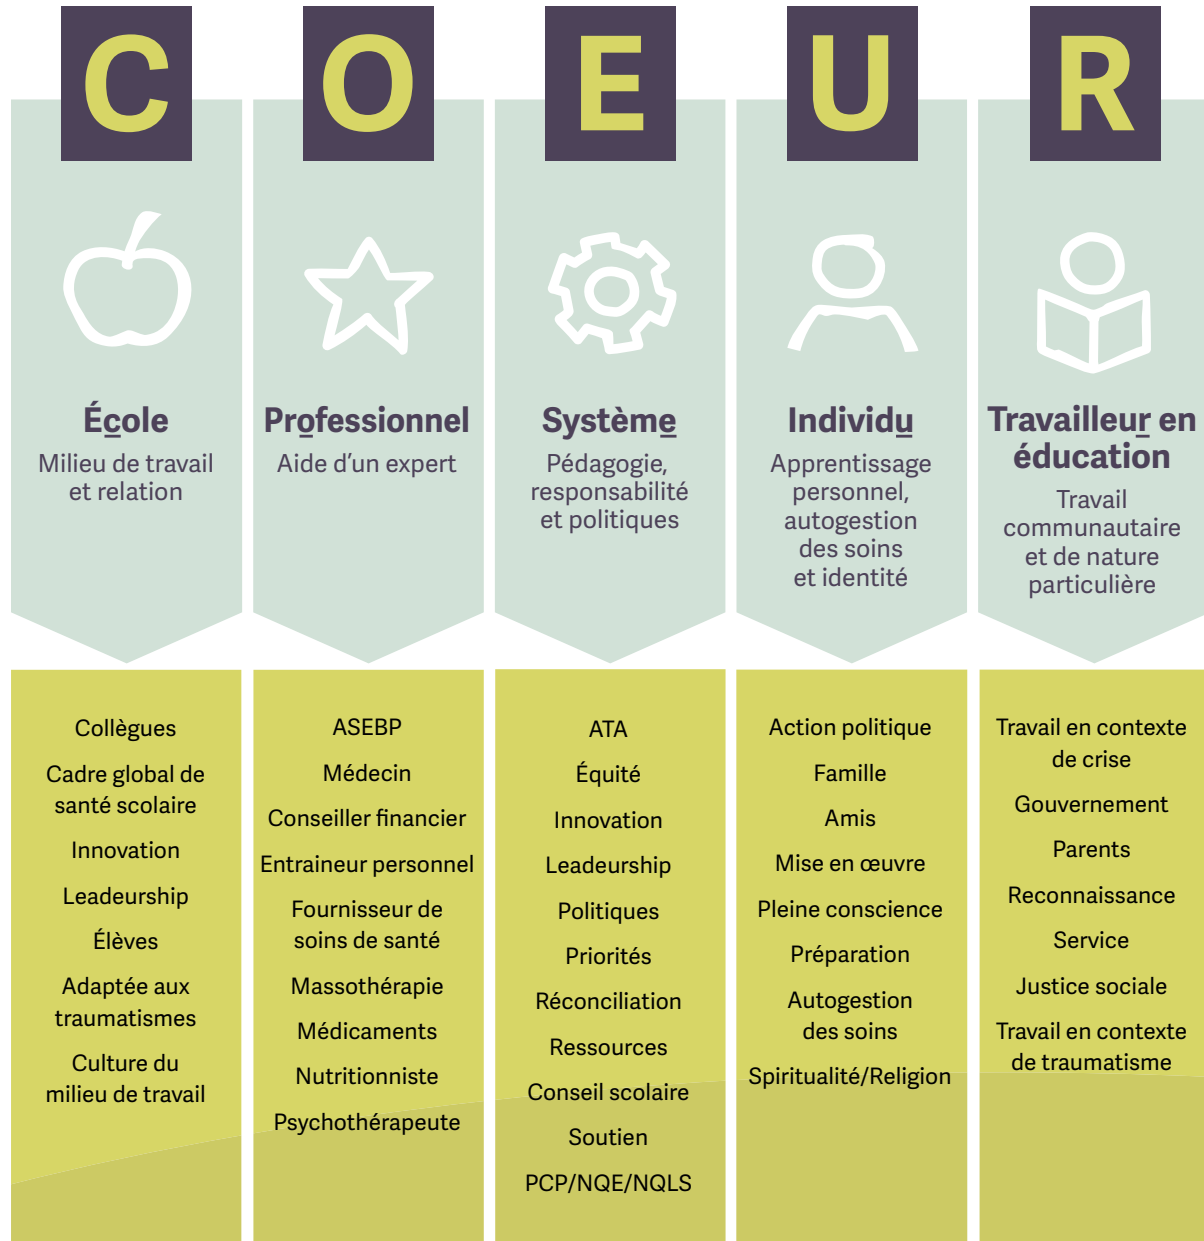 C
École
Milieu de travail
et relation
Collègues
Cadre global de
santé scolaire
Innovation
Leadeurship
Élèves
Adaptée aux
traumatismes
Culture du
milieu de travail
O
Professionnel
Aide d’un expert
ASEBP
Médecin
Conseiller financier
Entraineur personnel
Fournisseur de
soins de santé
Massothérapie
Médicaments
Nutritionniste
Psychothérapeute
E
Système
Pédagogie,
responsabilité
et politiques
ATA
Équité
Innovation
Leadeurship
Politiques
Priorités
Réconciliation
Ressources
Conseil scolaire
Soutien
PCP/NQE/NQLS
U
Individu
Apprentissage
personnel,
autogestion
des soins
et identité
Action politique
Famille
Amis
Mise en œuvre
Pleine conscience
Préparation
Autogestion
des soins
Spiritualité/Religion
R
Travailleur en
éducation
Travail
communautaire
et de nature
particulière
Travail en contexte
de crise
Gouvernement
Parents
Reconnaissance
Service
Justice sociale
Travail en contexte
de traumatisme